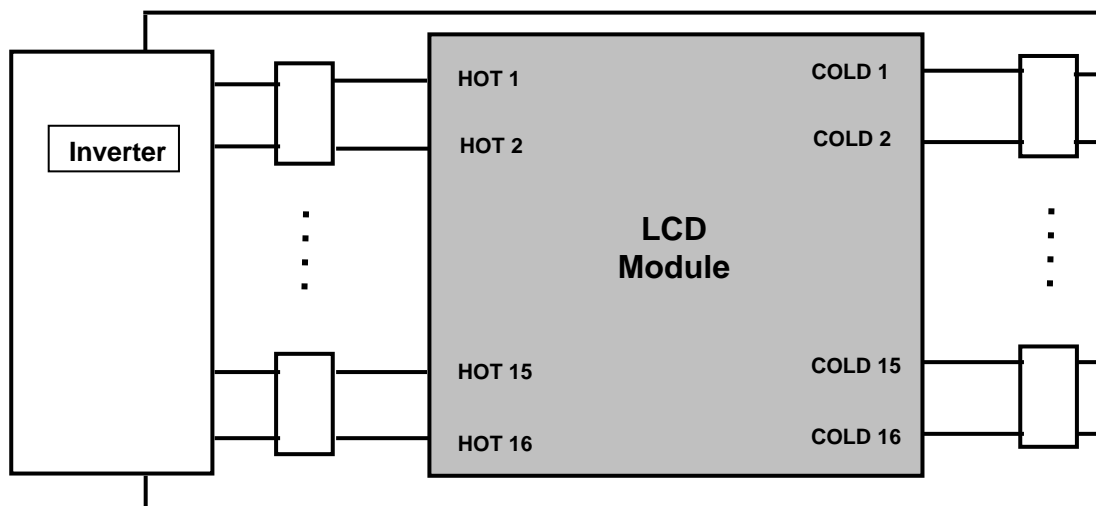 HOT 1
COLD 1
HOT 2
COLD 2
Inverter
LCD
Module
HOT 15
COLD 15
HOT 16
COLD 16